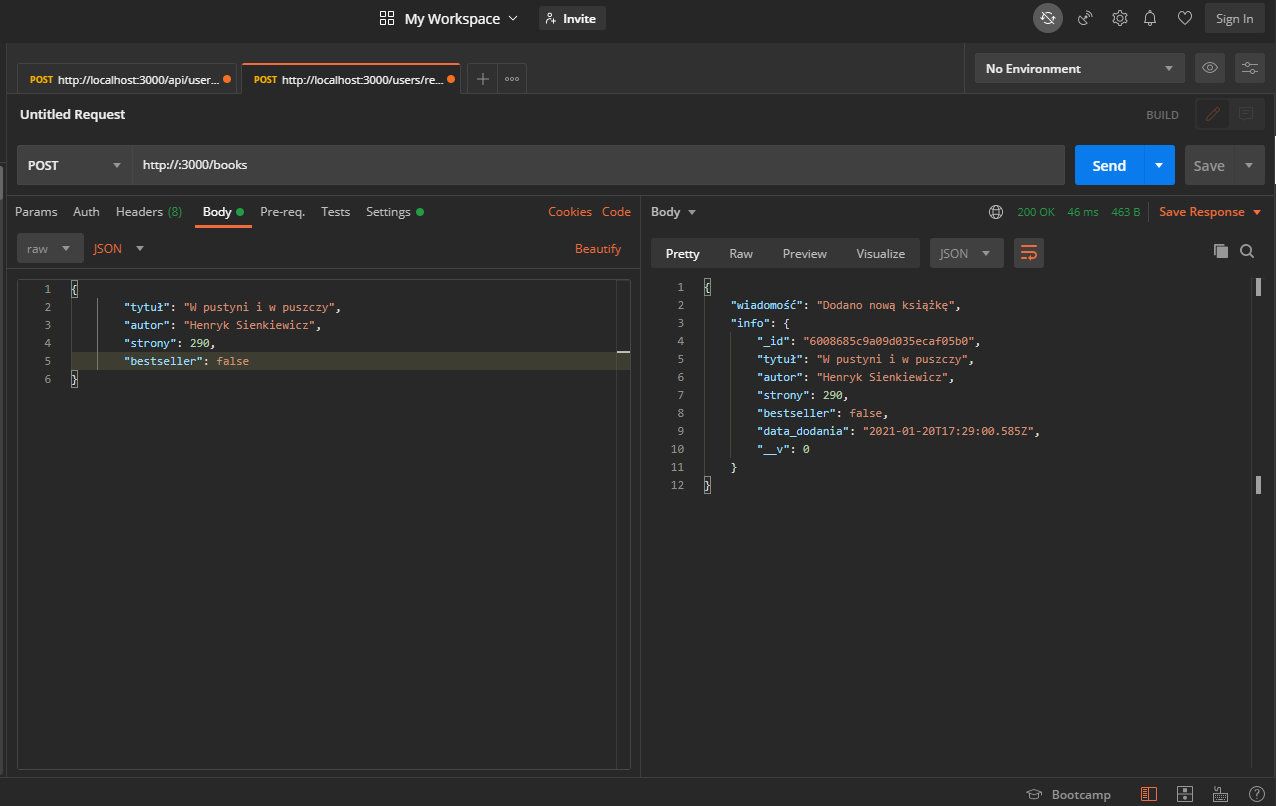 My Workspace Invite Sign In
POST http://localhost:3000/api/user... POST http://localhost:3000/users/re... No Environment
Untitled Request BUILD
POST http://:3000/books Send Save
Params Auth Headers (8) Body Pre-req. Tests Settings Cookies Code
raw JSON Beautify
1 {
2 "tytuł": "W pustyni i w puszczy",
3 "autor": "Henryk Sienkiewicz",
4 "strony": 290,
5 "bestseller": false
6 }
Body 200 OK 46 ms 463 B Save Response
Pretty Raw Preview Visualize JSON
1 {
2 "wiadomość": "Dodano nową książkę",
3 "info": {
4 "_id": "6008685c9a09d035ecaf05b0",
5 "tytuł": "W pustyni i w puszczy",
6 "autor": "Henryk Sienkiewicz",
7 "strony": 290,
8 "bestseller": false,
9 "data_dodania": "2021-01-20T17:29:00.585Z",
10 "__v": 0
11 }
12 }
Bootcamp